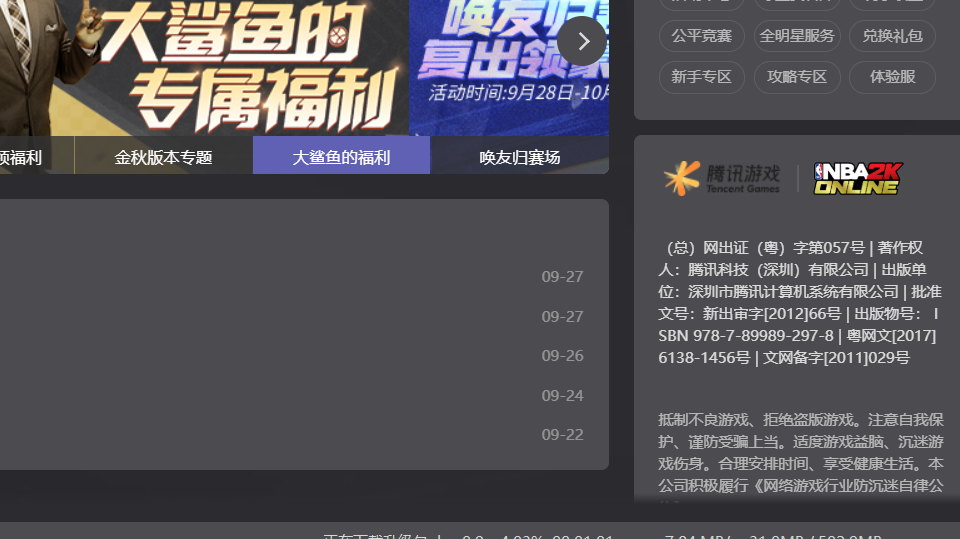 大鲨鱼的
专属福利
唤友归
复出领
活动时间:9月28日-10月
福利
金秋版本专题
大鲨鱼的福利
唤友归赛场
公平竞赛 全明星服务 兑换礼包
新手专区 攻略专区 体验服
腾讯游戏
Tencent Games
NBA2K
ONLINE
09-27
09-27
09-26
09-24
09-22
（总）网出证（粤）字第057号 | 著作权
人：腾讯科技（深圳）有限公司 | 出版单
位：深圳市腾讯计算机系统有限公司 | 批准
文号：新出审字[2012]66号 | 出版物号： I
SBN 978-7-89989-297-8 | 粤网文[2017]
6138-1456号 | 文网备字[2011]029号
抵制不良游戏、拒绝盗版游戏。注意自我保
护、谨防受骗上当。适度游戏益脑、沉迷游
戏伤身。合理安排时间、享受健康生活。本
公司积极履行《网络游戏行业防沉迷自律公